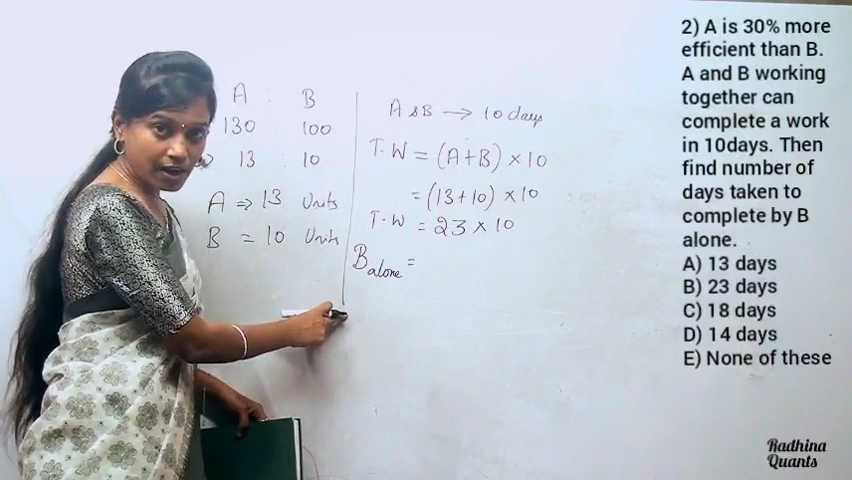 A : B
130 100
⇒ 13 : 10
A ⇒ 13 Units
B = 10 Units
A & B → 10 days
T.W = (A+B) × 10
= (13+10) × 10
T.W = 23 × 10
B alone =
2) A is 30% more
efficient than B.
A and B working
together can
complete a work
in 10days. Then
find number of
days taken to
complete by B
alone.
A) 13 days
B) 23 days
C) 18 days
D) 14 days
E) None of these
Radhina
Quants